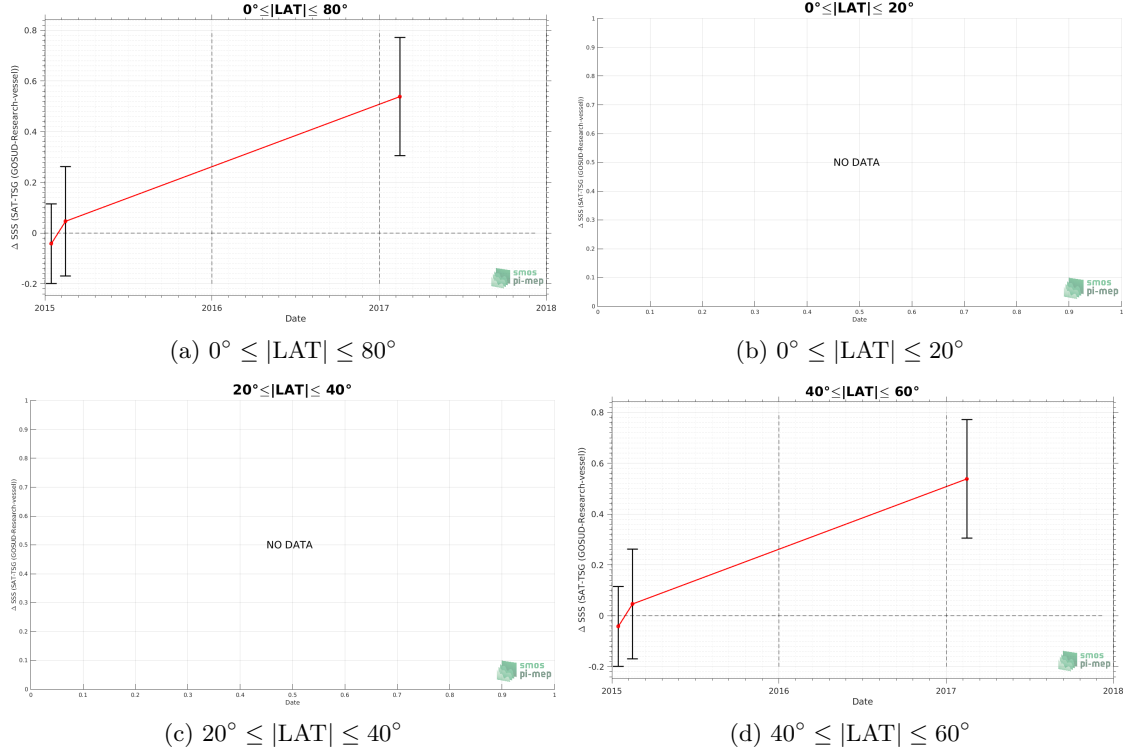 0°≤|LAT|≤ 80°
Δ SSS (SAT-TSG (GOSUD-Research-vessel))
0.8
0.6
0.4
0.2
0
-0.2
2015
2016
2017
2018
Date
smos
pi-mep
(a) 0° ≤ |LAT| ≤ 80°
0°≤|LAT|≤ 20°
Δ SSS (SAT-TSG (GOSUD-Research-vessel))
1
0.9
0.8
0.7
0.6
0.5
0.4
0.3
0.2
0.1
0
NO DATA
0
0.1
0.2
0.3
0.4
0.5
0.6
0.7
0.8
0.9
1
Date
smos
pi-mep
(b) 0° ≤ |LAT| ≤ 20°
20°≤|LAT|≤ 40°
Δ SSS (SAT-TSG (GOSUD-Research-vessel))
1
0.9
0.8
0.7
0.6
0.5
0.4
0.3
0.2
0.1
0
NO DATA
0
0.1
0.2
0.3
0.4
0.5
0.6
0.7
0.8
0.9
1
Date
smos
pi-mep
(c) 20° ≤ |LAT| ≤ 40°
40°≤|LAT|≤ 60°
Δ SSS (SAT-TSG (GOSUD-Research-vessel))
0.8
0.6
0.4
0.2
0
-0.2
2015
2016
2017
2018
Date
smos
pi-mep
(d) 40° ≤ |LAT| ≤ 60°